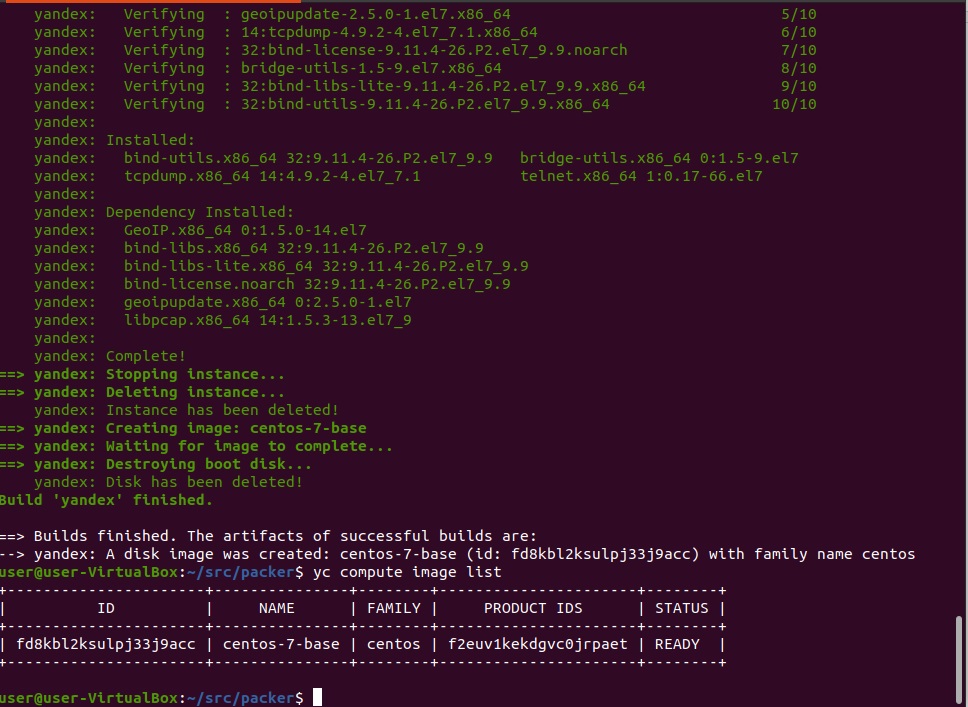 yandex:   Verifying  : geoipupdate-2.5.0-1.el7.x86_64                              5/10
yandex:   Verifying  : 14:tcpdump-4.9.2-4.el7_7.1.x86_64                           6/10
yandex:   Verifying  : 32:bind-license-9.11.4-26.P2.el7_9.9.noarch                 7/10
yandex:   Verifying  : bridge-utils-1.5-9.el7.x86_64                               8/10
yandex:   Verifying  : 32:bind-libs-lite-9.11.4-26.P2.el7_9.9.x86_64               9/10
yandex:   Verifying  : 32:bind-utils-9.11.4-26.P2.el7_9.9.x86_64                  10/10
yandex:
yandex: Installed:
yandex:   bind-utils.x86_64 32:9.11.4-26.P2.el7_9.9   bridge-utils.x86_64 0:1.5-9.el7
yandex:   tcpdump.x86_64 14:4.9.2-4.el7_7.1           telnet.x86_64 1:0.17-66.el7
yandex:
yandex: Dependency Installed:
yandex:   GeoIP.x86_64 0:1.5.0-14.el7
yandex:   bind-libs.x86_64 32:9.11.4-26.P2.el7_9.9
yandex:   bind-libs-lite.x86_64 32:9.11.4-26.P2.el7_9.9
yandex:   bind-license.noarch 32:9.11.4-26.P2.el7_9.9
yandex:   geoipupdate.x86_64 0:2.5.0-1.el7
yandex:   libpcap.x86_64 14:1.5.3-13.el7_9
yandex:
yandex: Complete!
==> yandex: Stopping instance...
==> yandex: Deleting instance...
yandex: Instance has been deleted!
==> yandex: Creating image: centos-7-base
==> yandex: Waiting for image to complete...
==> yandex: Destroying boot disk...
yandex: Disk has been deleted!
Build 'yandex' finished.
==> Builds finished. The artifacts of successful builds are:
--> yandex: A disk image was created: centos-7-base (id: fd8kbl2ksulpj33j9acc) with family name centos
user@user-VirtualBox:~/src/packer$ yc compute image list
+----------------------+---------------+--------+----------------------+--------+
|          ID          |     NAME      | FAMILY |     PRODUCT IDS      | STATUS |
+----------------------+---------------+--------+----------------------+--------+
| fd8kbl2ksulpj33j9acc | centos-7-base | centos | f2euv1kekdgvc0jrpaet | READY  |
+----------------------+---------------+--------+----------------------+--------+
user@user-VirtualBox:~/src/packer$